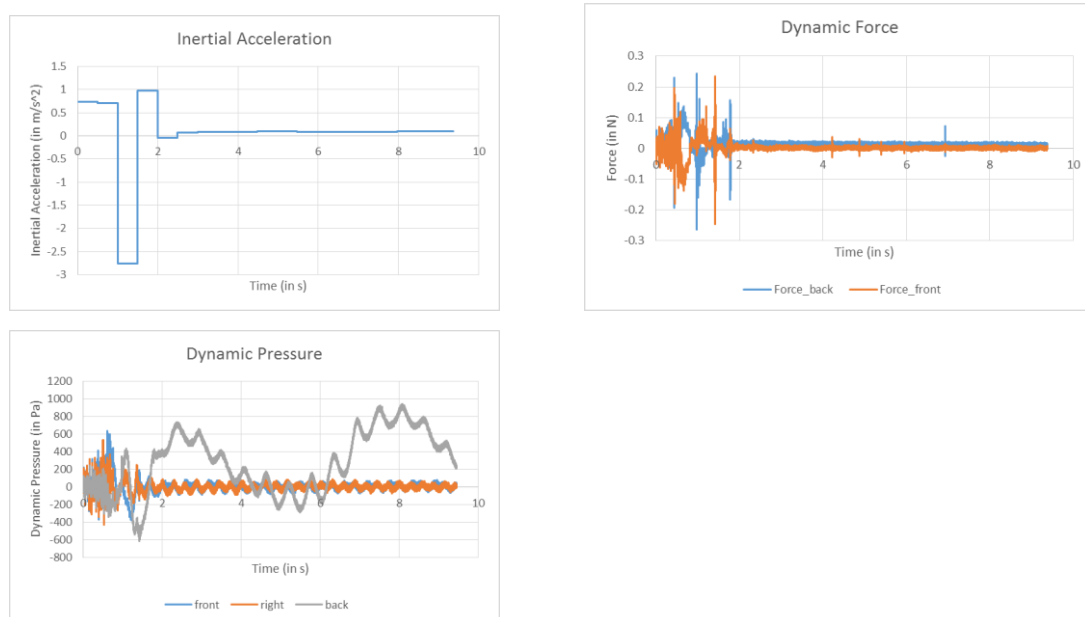 Inertial Acceleration
Inertial Acceleration (in m/s^2)
1.5
1
0.5
0
-0.5
-1
-1.5
-2
-2.5
-3
0 2 4 6 8 10
Time (in s)
Dynamic Force
Force (in N)
0.3
0.2
0.1
0
-0.1
-0.2
-0.3
0 2 4 6 8 10
Time (in s)
Force_back Force_front
Dynamic Pressure
Dynamic Pressure (in Pa)
1200
1000
800
600
400
200
0
-200
-400
-600
-800
0 2 4 6 8 10
Time (in s)
front right back